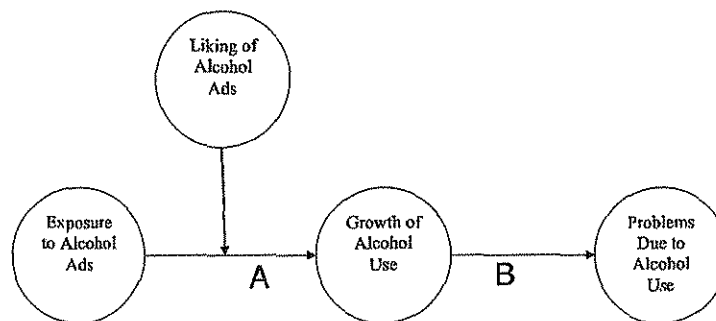 Liking of
Alcohol
Ads
Exposure
to Alcohol
Ads
A
Growth of
Alcohol
Use
B
Problems
Due to
Alcohol
Use